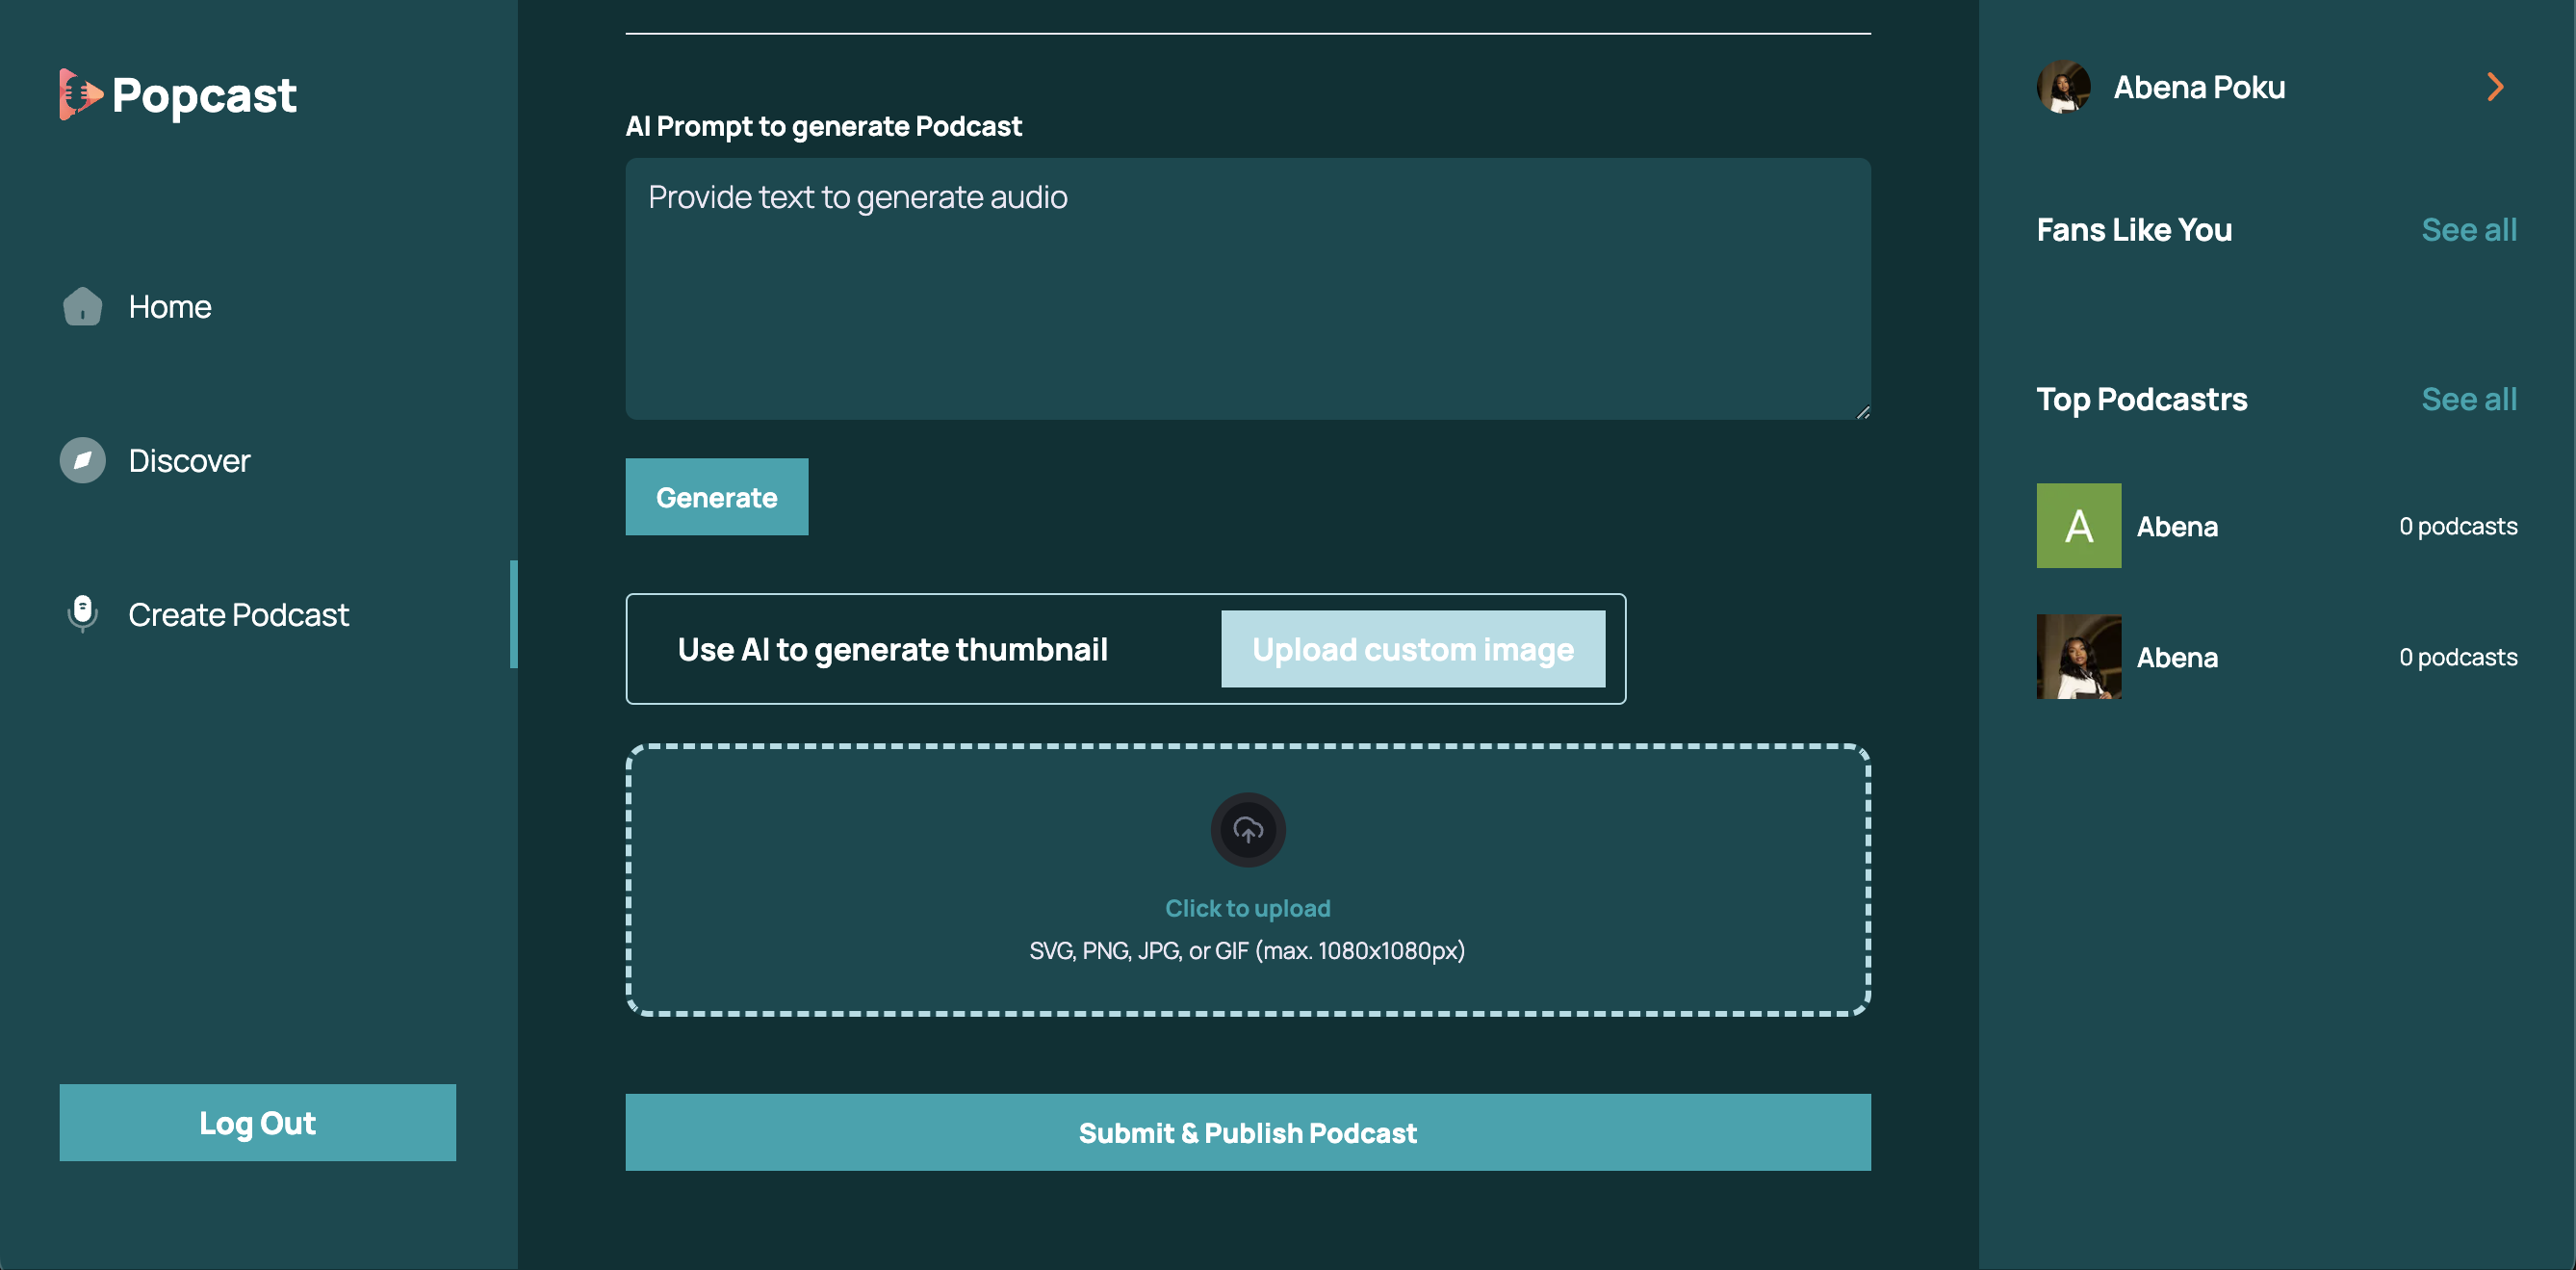 Popcast
Home
Discover
Create Podcast
Log Out
AI Prompt to generate Podcast
Provide text to generate audio
Generate
Use AI to generate thumbnail
Upload custom image
Click to upload
SVG, PNG, JPG, or GIF (max. 1080x1080px)
Submit & Publish Podcast
Abena Poku
Fans Like You
See all
Top Podcastrs
See all
A
Abena
0 podcasts
Abena
0 podcasts